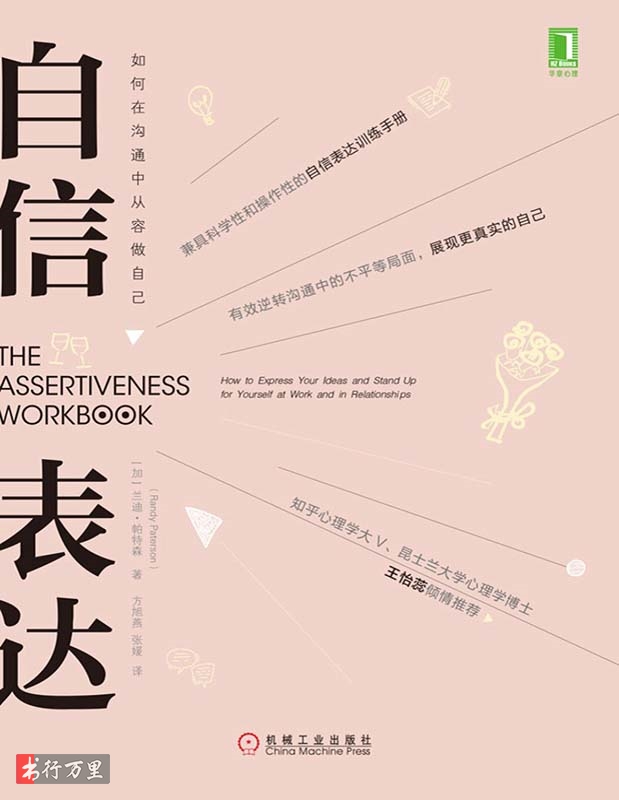 自信表达
如何在沟通中从容做自己
HZ Books
华章心理
兼具科学性和操作性的自信表达训练手册
有效逆转沟通中的不平等局面，展现更真实的自己
THE
ASSERTIVENESS
WORKBOOK
How to Express Your Ideas and Stand Up
for Yourself at Work and in Relationships
[加] 兰迪·帕特森 著
(Randy Paterson)
方旭燕 张媛 译
知乎心理学大 V、昆士兰大学心理学博士
王怡蕊倾情推荐
机械工业出版社
China Machine Press
书行万里